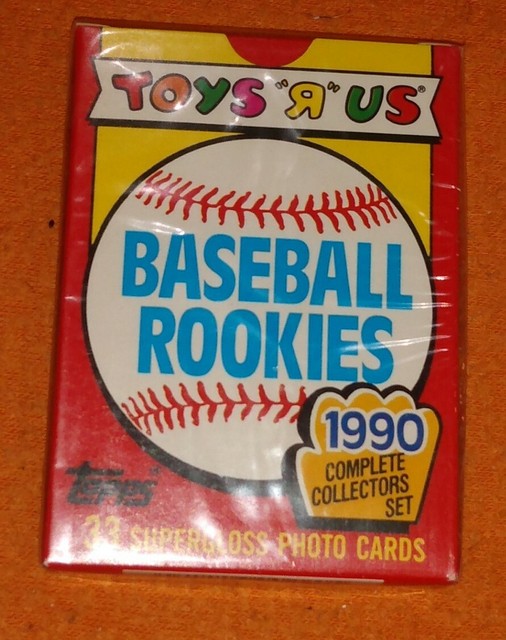 TOYS "Я" US®
BASEBALL
ROOKIES
1990
COMPLETE
COLLECTORS
SET
Topps®
33 SUPERGLOSS PHOTO CARDS